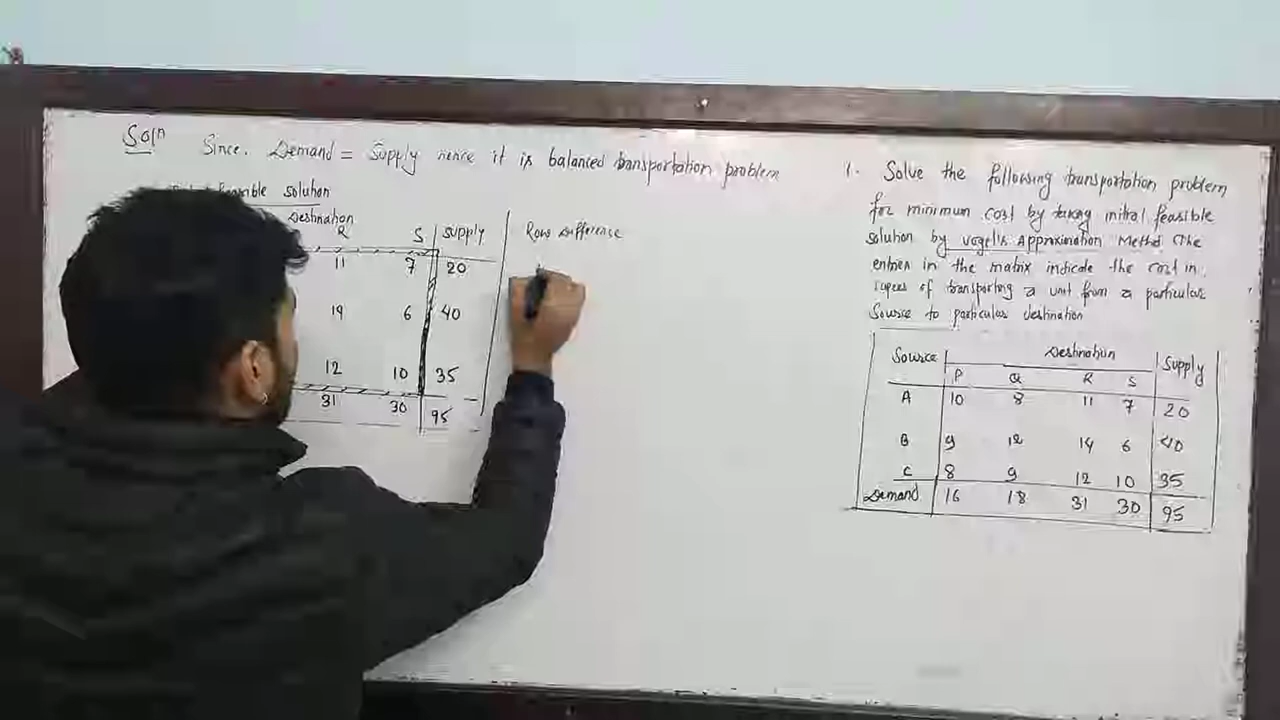 Soln Since. Demand = Supply hence it is balanced transportation problem
feasible solution
Destination
R S Supply Row difference
11 7 20
14 6 40
12 10 35
31 30 95
1. Solve the following transportation problem
for minimum cost by taking initial feasible
solution by vogell's Approximation Method (The
entries in the matrix indicate the cost in
rupees of transporting a unit from a particular
Source to particular destination
Source Destination Supply
P Q R S
A 10 8 11 7 20
B 9 12 14 6 40
C 8 9 12 10 35
Demand 16 18 31 30 95